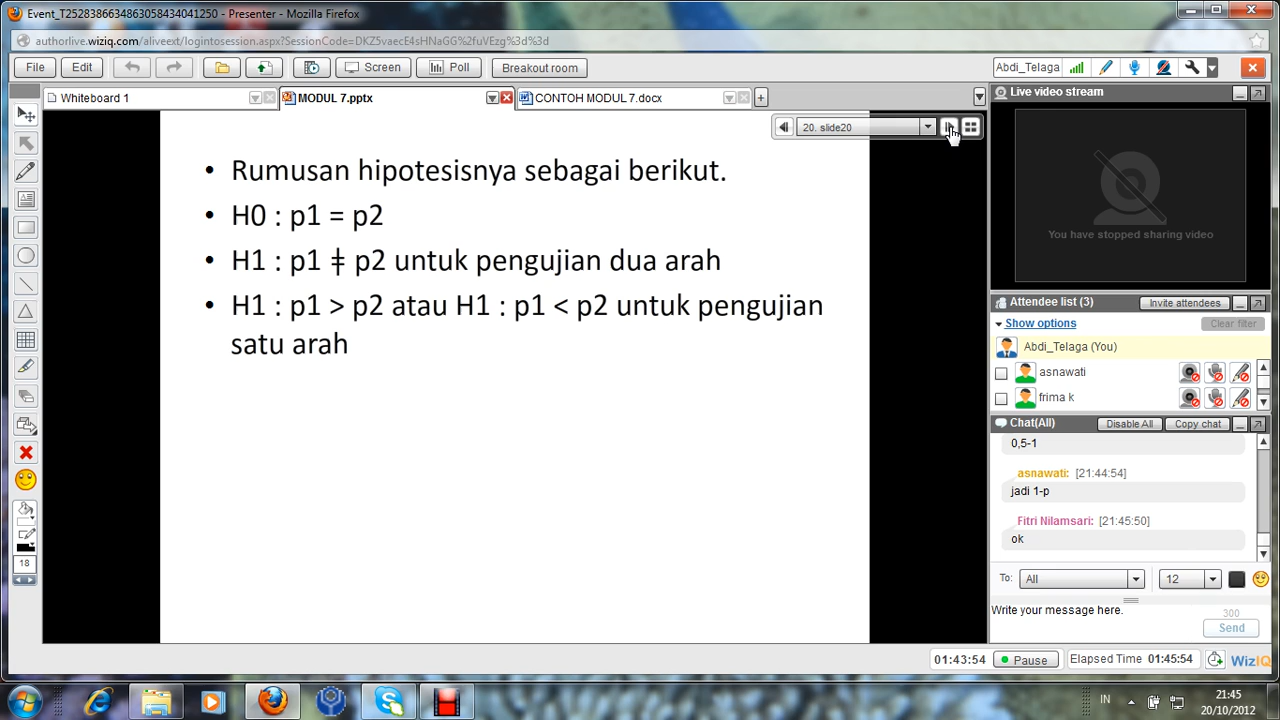 Event_T2528386634863058434041250 - Presenter - Mozilla Firefox
authorlive.wiziq.com/aliveext/logintosession.aspx?SessionCode=DKZ5vaecE4sHNaGG%2fuVEzg%3d%3d
File Edit Screen Poll Breakout room Abdi_Telaga
Whiteboard 1 MODUL 7.pptx CONTOH MODUL 7.docx
20. slide20
• Rumusan hipotesisnya sebagai berikut.
• H0 : p1 = p2
• H1 : p1 ǂ p2 untuk pengujian dua arah
• H1 : p1 > p2 atau H1 : p1 < p2 untuk pengujian
satu arah
18
Live video stream
You have stopped sharing video
Attendee list (3) Invite attendees
Show options Clear filter
Abdi_Telaga (You)
asnawati
frima k
Chat(All) Disable All Copy chat
0,5-1
asnawati: [21:44:54]
jadi 1-p
Fitri Nilamsari: [21:45:50]
ok
To: All 12
Write your message here.
300
Send
01:43:54 Pause Elapsed Time 01:45:54 WizIQ
IN 21:45
20/10/2012